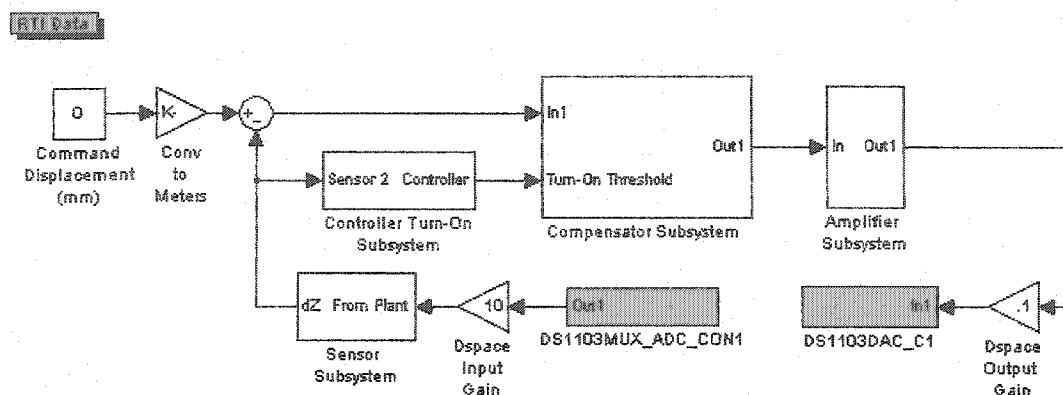 RTI Data
0
K-
+
-
In1
Out1
In
Out1
Command
Displacement
(mm)
Conv
to
Meters
Sensor 2
Controller
Turn-On Threshold
Controller Turn-On
Subsystem
Compensator Subsystem
Amplifier
Subsystem
dZ
From Plant
10
Out1
In1
.1
Sensor
Subsystem
Dspace
Input
Gain
DS1103MUX_ADC_CON1
DS1103DAC_C1
Dspace
Output
Gain